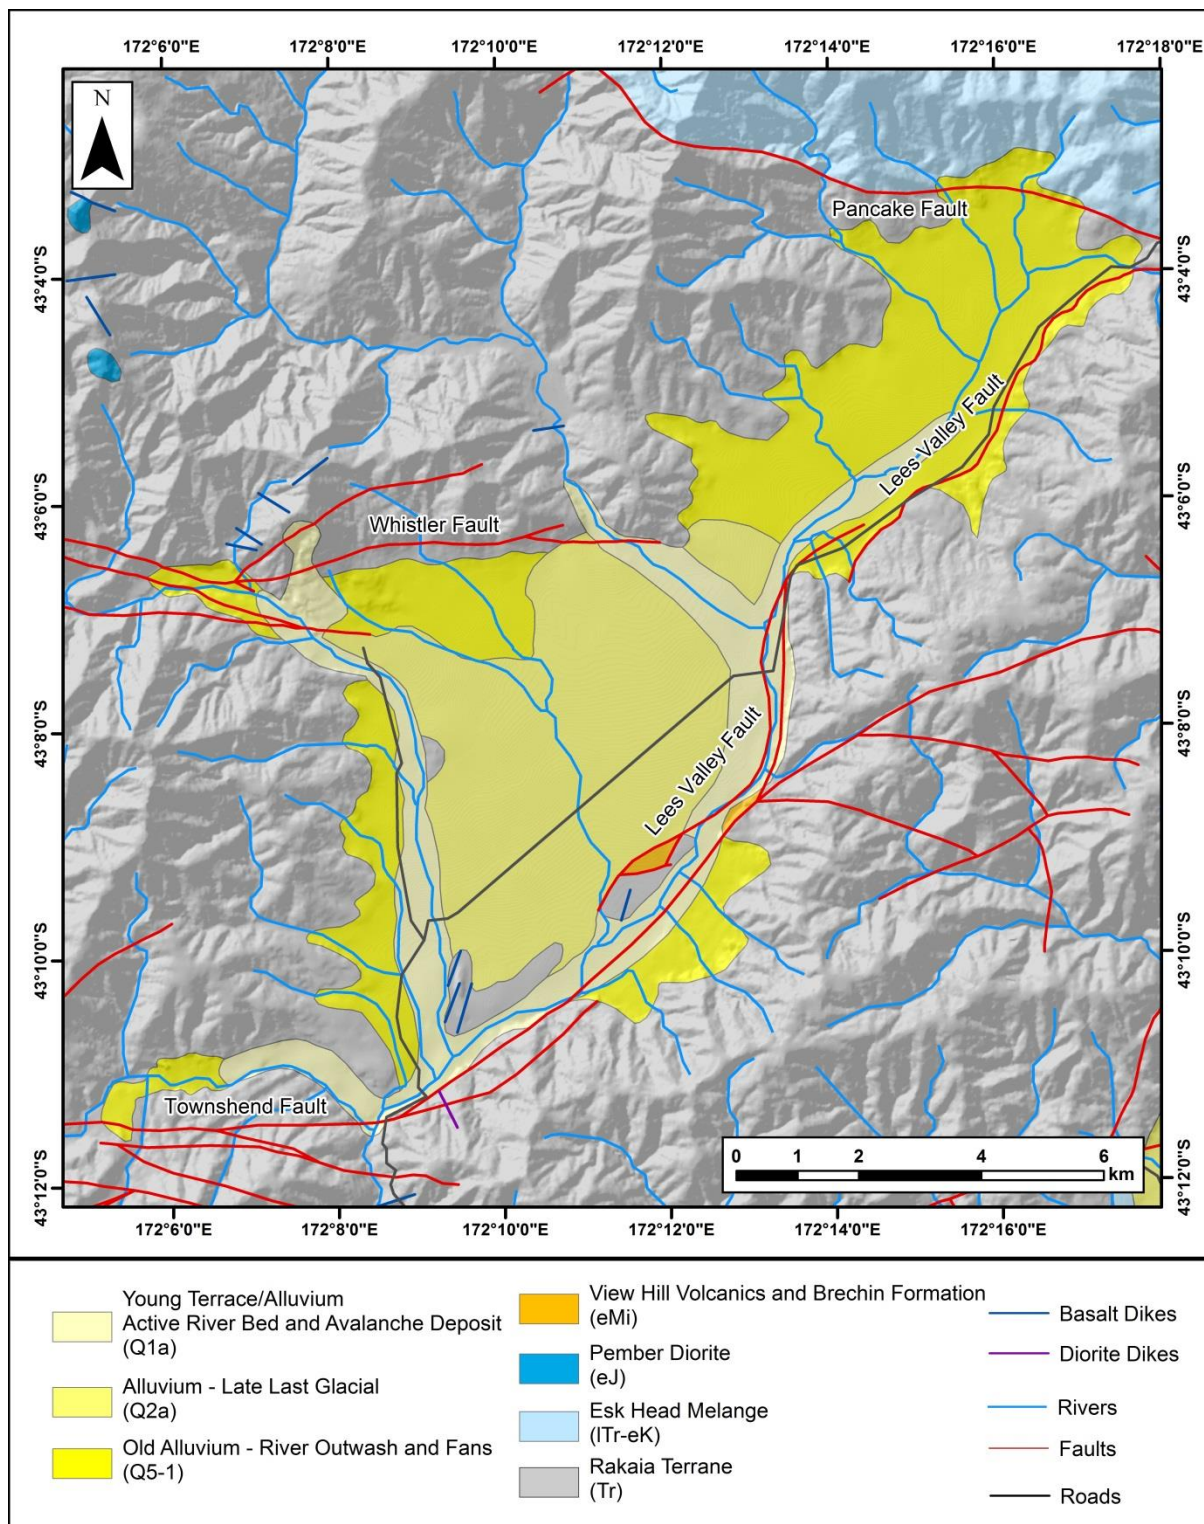 172°6'0"E 172°8'0"E 172°10'0"E 172°12'0"E 172°14'0"E 172°16'0"E 172°18'0"E
N
Pancake Fault
43°4'0"S
43°4'0"S
Lees Valley Fault
43°6'0"S
43°6'0"S
Whistler Fault
43°8'0"S
43°8'0"S
Lees Valley Fault
43°10'0"S
43°10'0"S
Townshend Fault
0 1 2 4 6
km
43°12'0"S
43°12'0"S
172°6'0"E 172°8'0"E 172°10'0"E 172°12'0"E 172°14'0"E 172°16'0"E
Young Terrace/Alluvium
Active River Bed and Avalanche Deposit
(Q1a)
Alluvium - Late Last Glacial
(Q2a)
Old Alluvium - River Outwash and Fans
(Q5-1)
View Hill Volcanics and Brechin Formation
(eMi)
Pember Diorite
(eJ)
Esk Head Melange
(lTr-eK)
Rakaia Terrane
(Tr)
Basalt Dikes
Diorite Dikes
Rivers
Faults
Roads